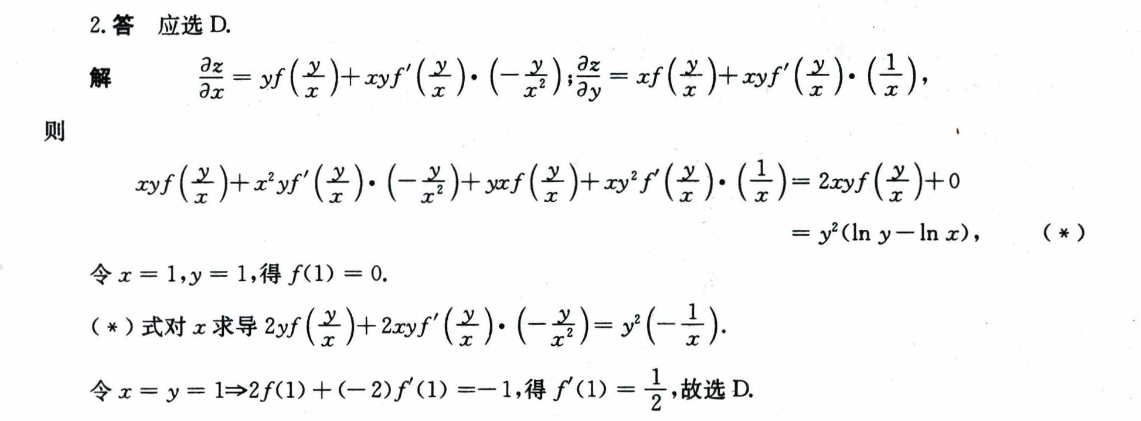 2. 答 应选 D.
解 ∂z/∂x = yf(y/x) + xyf′(y/x)·(−y/x²); ∂z/∂y = xf(y/x) + xyf′(y/x)·(1/x),
则
xyf(y/x) + x²yf′(y/x)·(−y/x²) + yxf(y/x) + xy²f′(y/x)·(1/x) = 2xyf(y/x) + 0
= y²(ln y − ln x), (*)
令 x = 1, y = 1, 得 f(1) = 0.
(*)式对 x 求导 2yf(y/x) + 2xyf′(y/x)·(−y/x²) = y²(−1/x).
令 x = y = 1⇒2f(1) + (−2)f′(1) = −1, 得 f′(1) = 1/2, 故选 D.